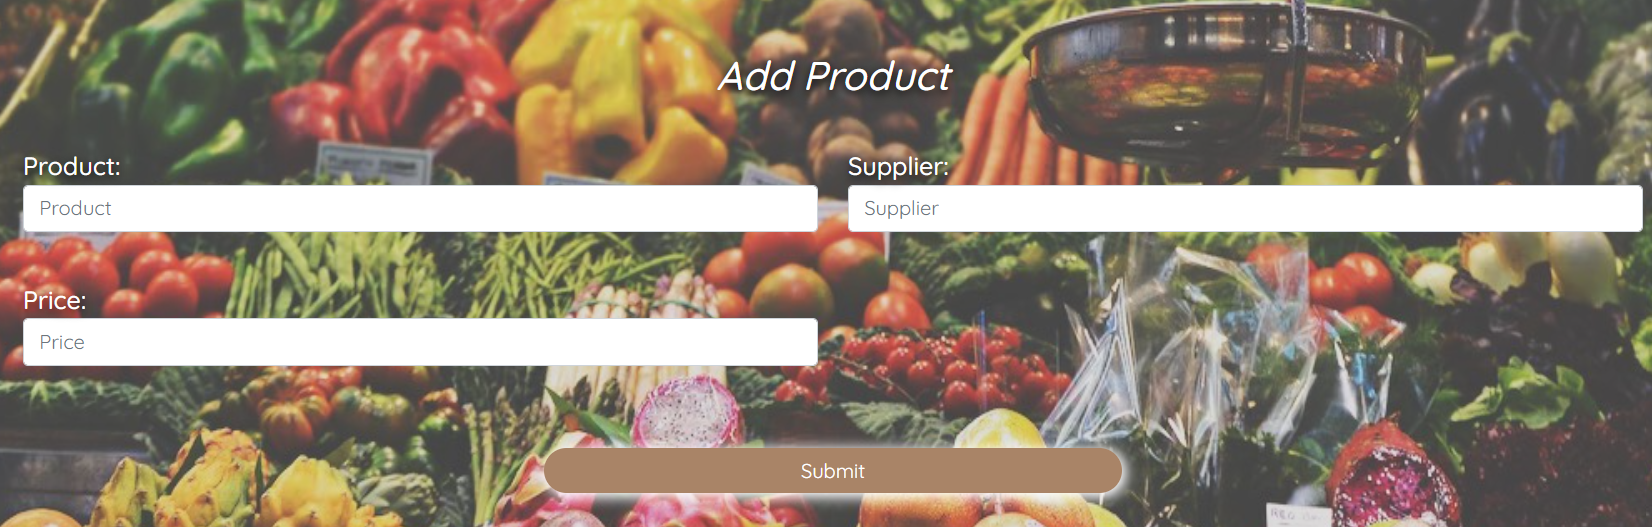 Add Product
Product:
Supplier:
Product
Supplier
Price:
Price
Submit